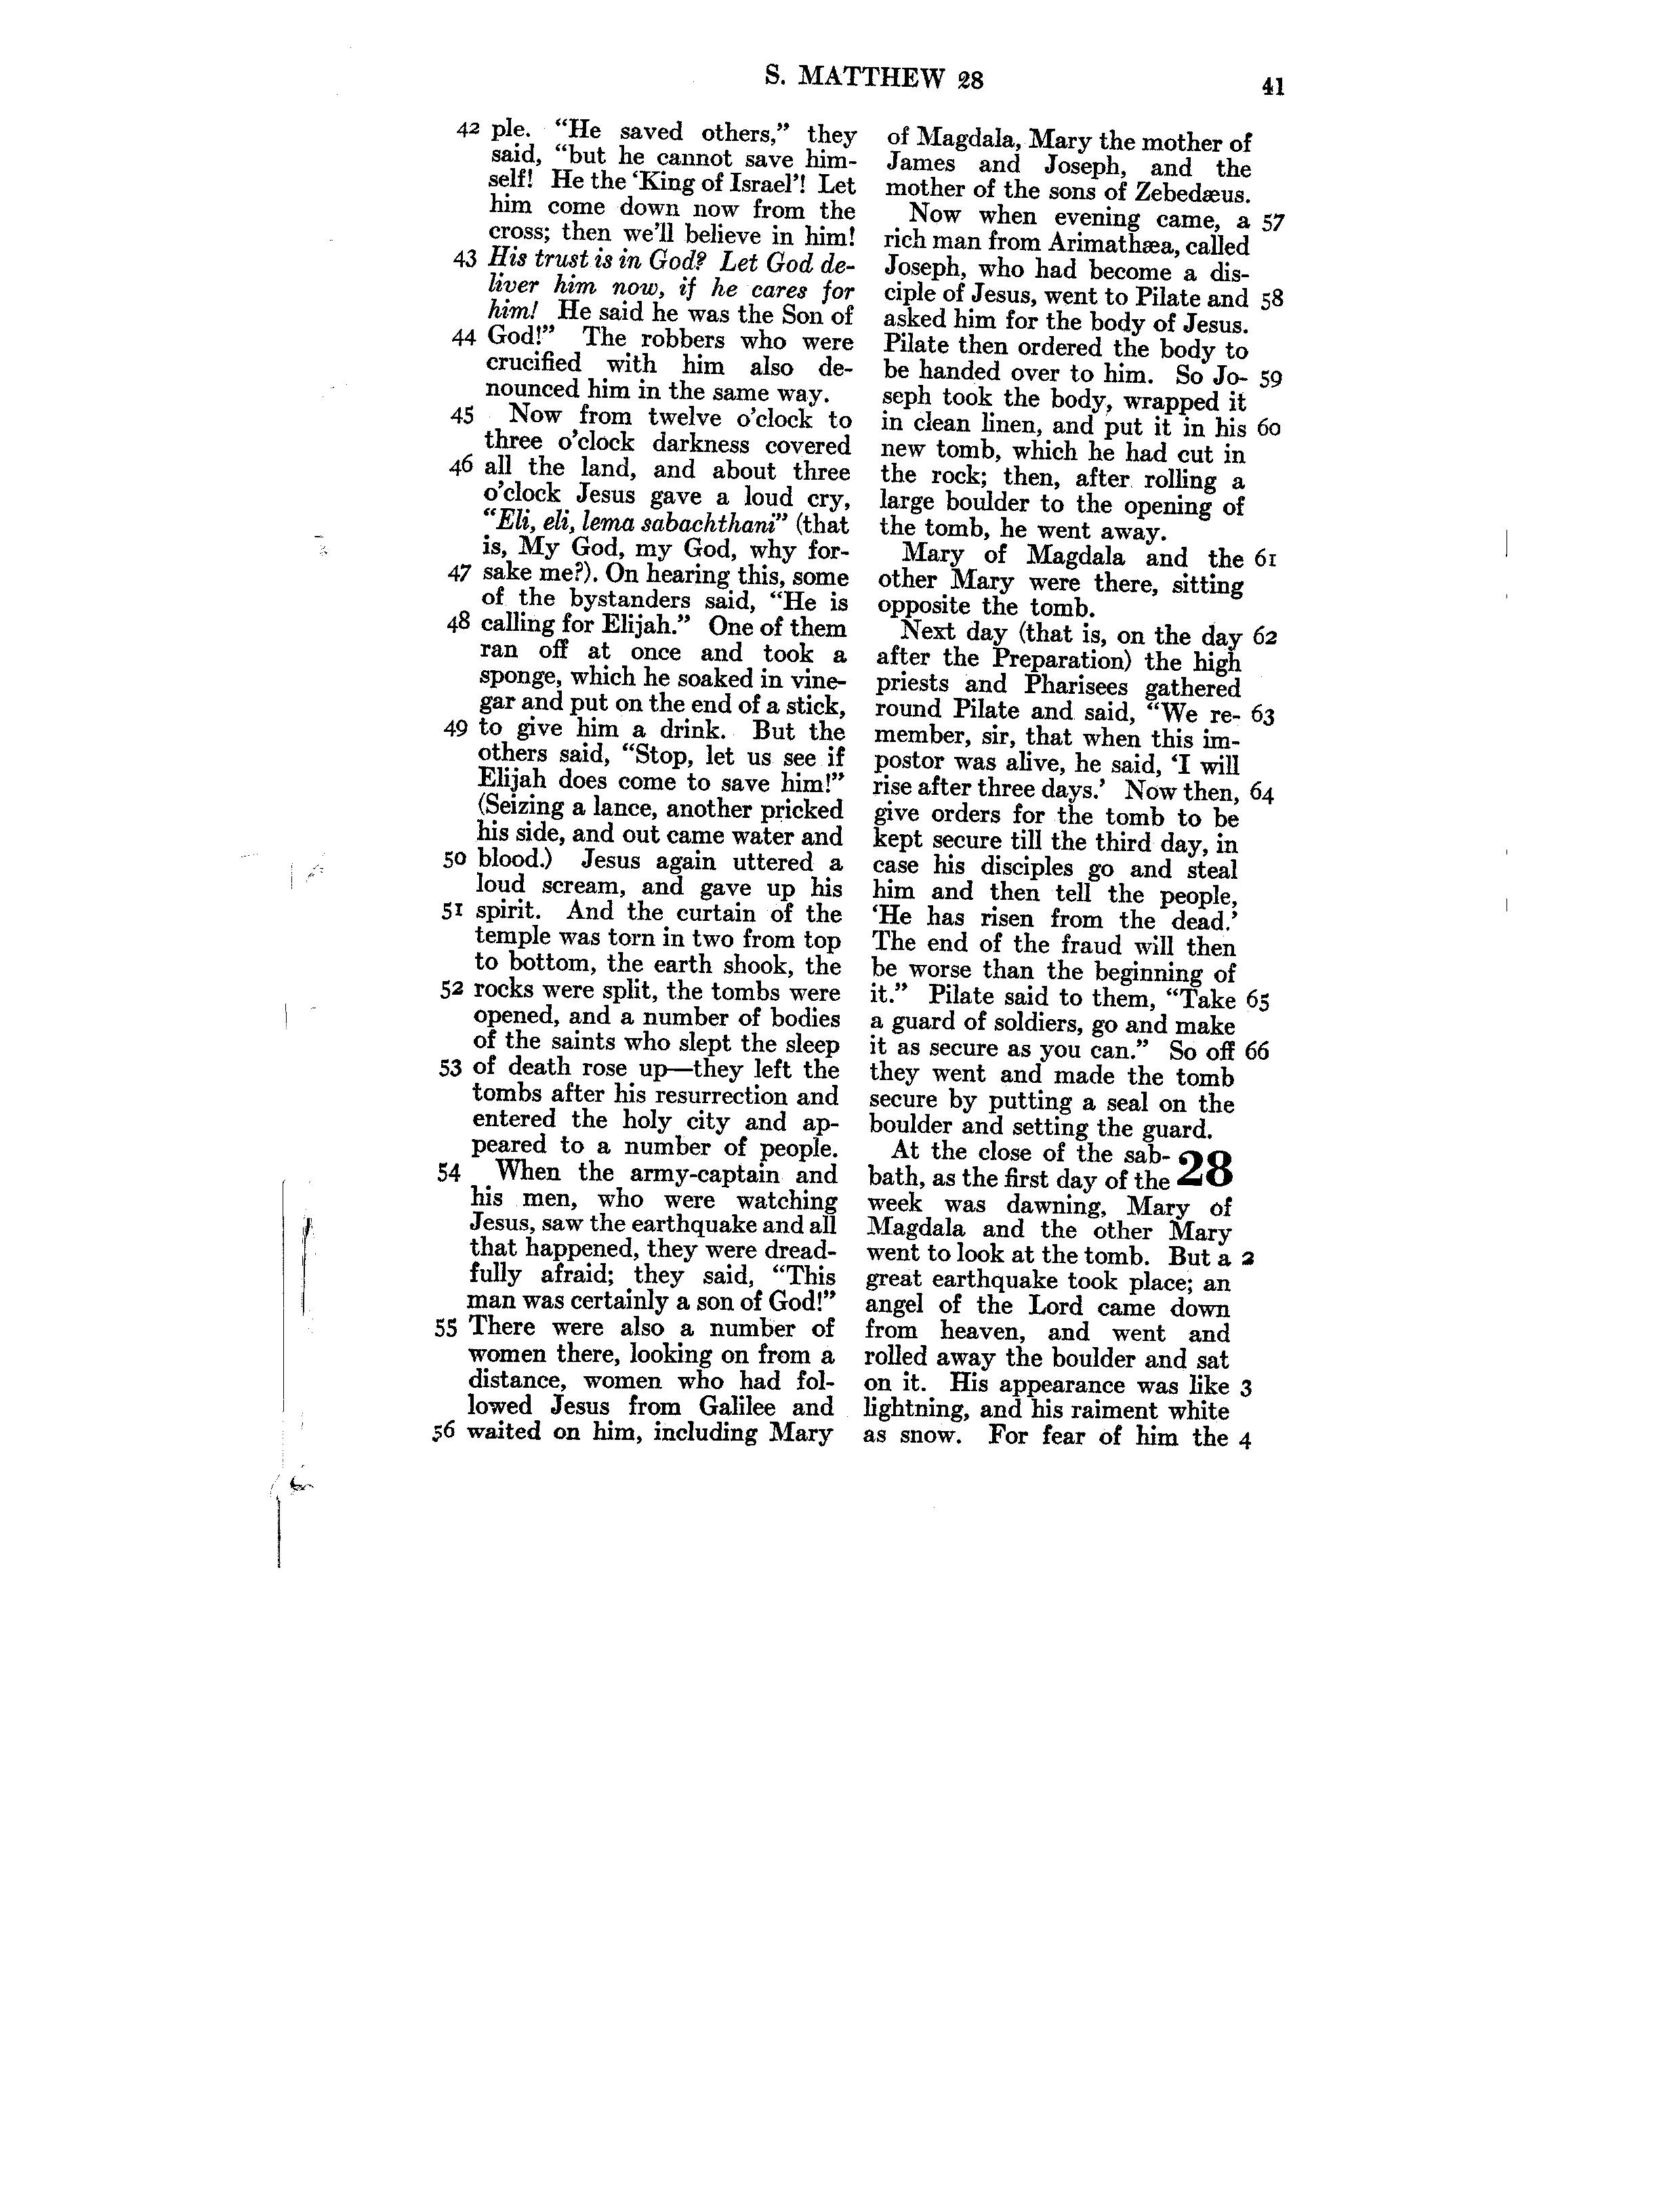 S. MATTHEW 28
41
42 ple. “He saved others,” they
said, “but he cannot save him-
self! He the ‘King of Israel’! Let
him come down now from the
cross; then we’ll believe in him!
43 His trust is in God? Let God de-
liver him now, if he cares for
him! He said he was the Son of
44 God!” The robbers who were
crucified with him also de-
nounced him in the same way.
45 Now from twelve o’clock to
three o’clock darkness covered
46 all the land, and about three
o’clock Jesus gave a loud cry,
“Eli, eli, lema sabachthani” (that
is, My God, my God, why for-
47 sake me?). On hearing this, some
of the bystanders said, “He is
48 calling for Elijah.” One of them
ran off at once and took a
sponge, which he soaked in vine-
gar and put on the end of a stick,
49 to give him a drink. But the
others said, “Stop, let us see if
Elijah does come to save him!”
(Seizing a lance, another pricked
his side, and out came water and
50 blood.) Jesus again uttered a
loud scream, and gave up his
51 spirit. And the curtain of the
temple was torn in two from top
to bottom, the earth shook, the
52 rocks were split, the tombs were
opened, and a number of bodies
of the saints who slept the sleep
53 of death rose up—they left the
tombs after his resurrection and
entered the holy city and ap-
peared to a number of people.
54 When the army-captain and
his men, who were watching
Jesus, saw the earthquake and all
that happened, they were dread-
fully afraid; they said, “This
man was certainly a son of God!”
55 There were also a number of
women there, looking on from a
distance, women who had fol-
lowed Jesus from Galilee and
56 waited on him, including Mary
of Magdala, Mary the mother of
James and Joseph, and the
mother of the sons of Zebedæus.
Now when evening came, a 57
rich man from Arimathæa, called
Joseph, who had become a dis-
ciple of Jesus, went to Pilate and 58
asked him for the body of Jesus.
Pilate then ordered the body to
be handed over to him. So Jo- 59
seph took the body, wrapped it
in clean linen, and put it in his 60
new tomb, which he had cut in
the rock; then, after rolling a
large boulder to the opening of
the tomb, he went away.
Mary of Magdala and the 61
other Mary were there, sitting
opposite the tomb.
Next day (that is, on the day 62
after the Preparation) the high
priests and Pharisees gathered
round Pilate and said, “We re- 63
member, sir, that when this im-
postor was alive, he said, ‘I will
rise after three days.’ Now then, 64
give orders for the tomb to be
kept secure till the third day, in
case his disciples go and steal
him and then tell the people,
‘He has risen from the dead.’
The end of the fraud will then
be worse than the beginning of
it.” Pilate said to them, “Take 65
a guard of soldiers, go and make
it as secure as you can.” So off 66
they went and made the tomb
secure by putting a seal on the
boulder and setting the guard.
At the close of the sab- 28
bath, as the first day of the
week was dawning, Mary of
Magdala and the other Mary
went to look at the tomb. But a 2
great earthquake took place; an
angel of the Lord came down
from heaven, and went and
rolled away the boulder and sat
on it. His appearance was like 3
lightning, and his raiment white
as snow. For fear of him the 4